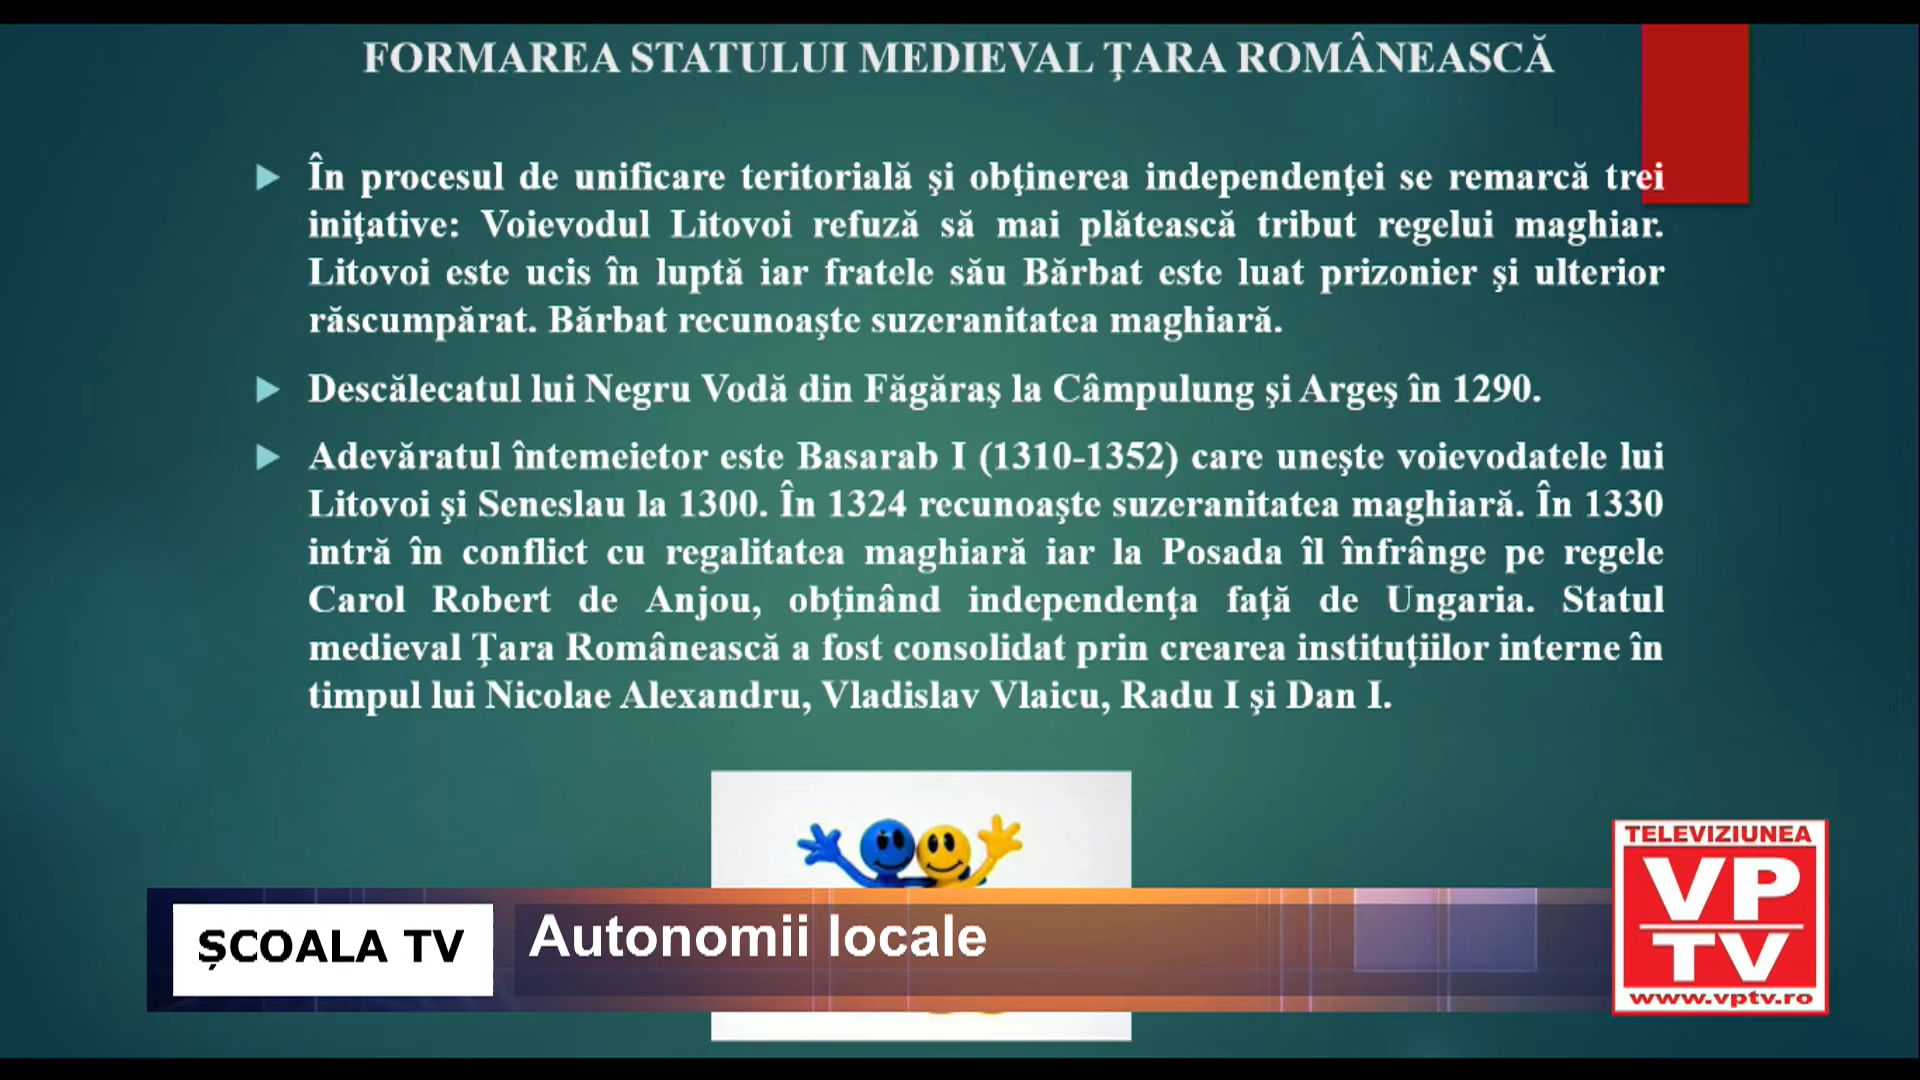 FORMAREA STATULUI MEDIEVAL ŢARA ROMÂNEASCĂ
În procesul de unificare teritorială şi obţinerea independenţei se remarcă trei
iniţative: Voievodul Litovoi refuză să mai plătească tribut regelui maghiar.
Litovoi este ucis în luptă iar fratele său Bărbat este luat prizonier şi ulterior
răscumpărat. Bărbat recunoaşte suzeranitatea maghiară.
Descălecatul lui Negru Vodă din Făgăraş la Câmpulung şi Argeş în 1290.
Adevăratul întemeietor este Basarab I (1310-1352) care uneşte voievodatele lui
Litovoi şi Seneslau la 1300. În 1324 recunoaşte suzeranitatea maghiară. În 1330
intră în conflict cu regalitatea maghiară iar la Posada îl înfrânge pe regele
Carol Robert de Anjou, obţinând independenţa faţă de Ungaria. Statul
medieval Ţara Românească a fost consolidat prin crearea instituţiilor interne în
timpul lui Nicolae Alexandru, Vladislav Vlaicu, Radu I şi Dan I.
ȘCOALA TV
Autonomii locale
TELEVIZIUNEA
VP
TV
www.vptv.ro